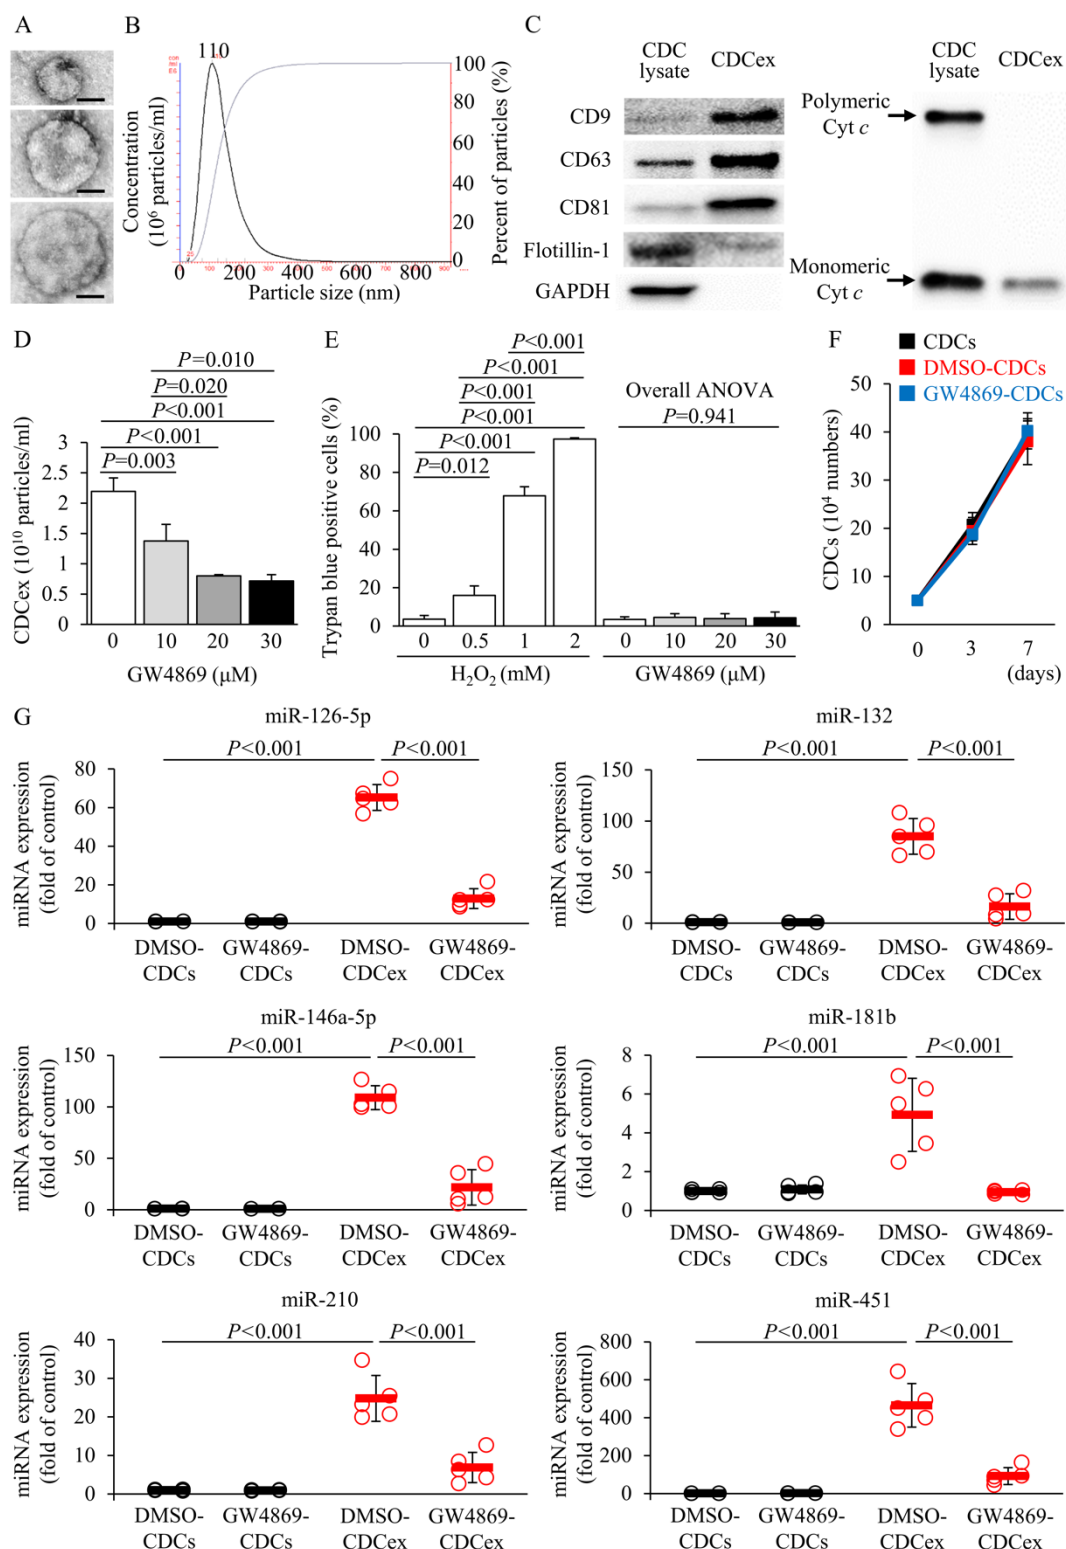 A
B
110
Concentration
(10⁶ particles/ml)
100
80
60
40
20
0
Percent of particles (%)
0 200 400 600 800
Particle size (nm)
C
CDC
lysate
CDCex
CD9
CD63
CD81
Flotillin-1
GAPDH
CDC
lysate
CDCex
Polymeric
Cyt c
Monomeric
Cyt c
D
P=0.010
P=0.020
P<0.001
P<0.001
P=0.003
CDCex (10¹⁰ particles/ml)
3
2.5
2
1.5
1
0.5
0
0 10 20 30
GW4869 (μM)
E
P<0.001
P<0.001
P<0.001
P<0.001
P<0.001
P=0.012
Overall ANOVA
P=0.941
Trypan blue positive cells (%)
100
80
60
40
20
0
0 0.5 1 2 0 10 20 30
H₂O₂ (mM) GW4869 (μM)
F
CDCs
DMSO-CDCs
GW4869-CDCs
CDCs (10⁴ numbers)
50
40
30
20
10
0
0 3 7
(days)
G
miR-126-5p
P<0.001 P<0.001
miRNA expression
(fold of control)
80
60
40
20
0
DMSO- GW4869- DMSO- GW4869-
CDCs CDCs CDCex CDCex
miR-132
P<0.001 P<0.001
miRNA expression
(fold of control)
150
100
50
0
DMSO- GW4869- DMSO- GW4869-
CDCs CDCs CDCex CDCex
miR-146a-5p
P<0.001 P<0.001
miRNA expression
(fold of control)
150
100
50
0
DMSO- GW4869- DMSO- GW4869-
CDCs CDCs CDCex CDCex
miR-181b
P<0.001 P<0.001
miRNA expression
(fold of control)
8
6
4
2
0
DMSO- GW4869- DMSO- GW4869-
CDCs CDCs CDCex CDCex
miR-210
P<0.001 P<0.001
miRNA expression
(fold of control)
40
30
20
10
0
DMSO- GW4869- DMSO- GW4869-
CDCs CDCs CDCex CDCex
miR-451
P<0.001 P<0.001
miRNA expression
(fold of control)
800
600
400
200
0
DMSO- GW4869- DMSO- GW4869-
CDCs CDCs CDCex CDCex